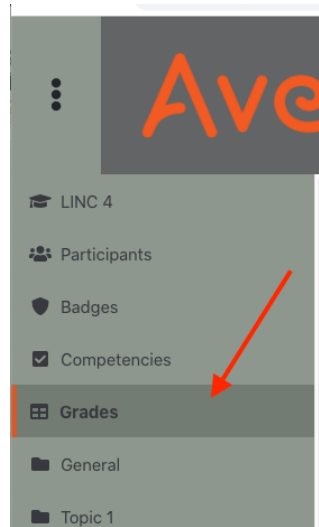 Ave
LINC 4
Participants
Badges
Competencies
Grades
General
Topic 1